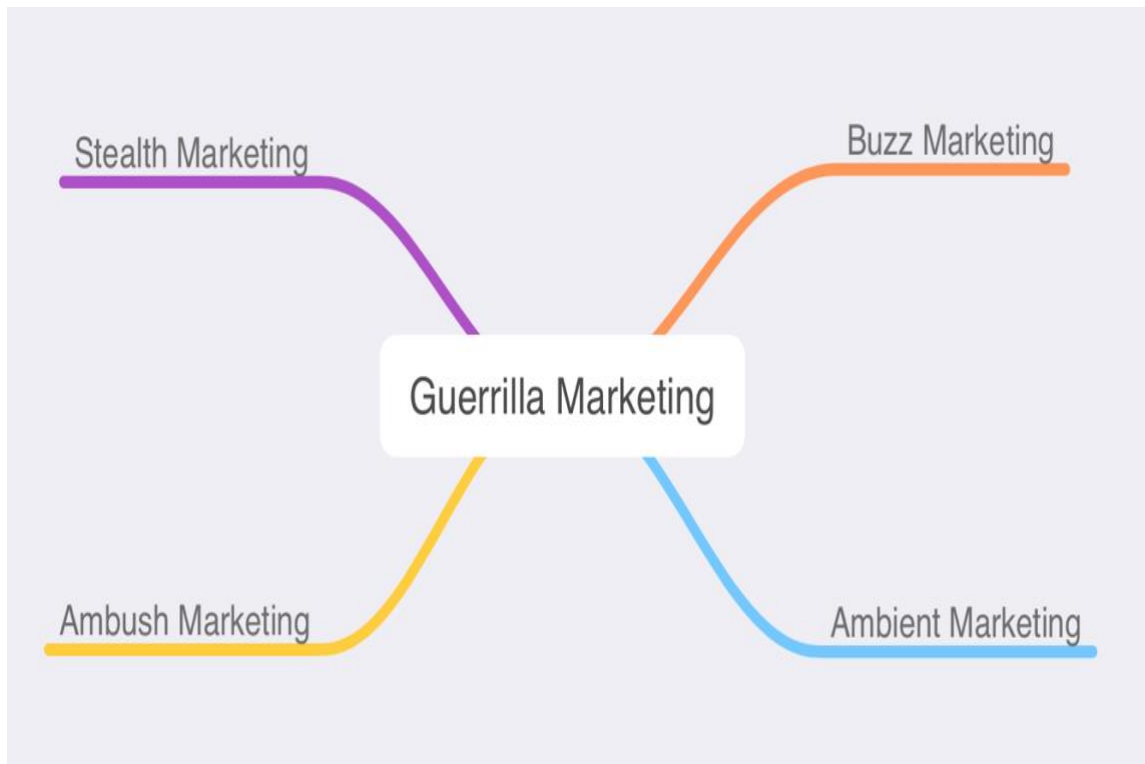 Stealth Marketing
Buzz Marketing
Guerrilla Marketing
Ambush Marketing
Ambient Marketing